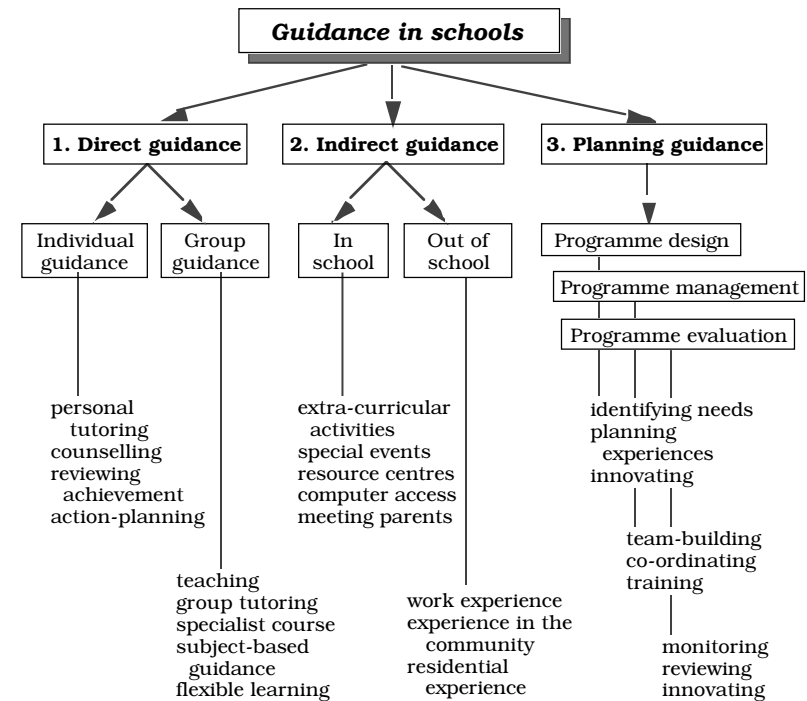 Guidance in schools
1. Direct guidance
2. Indirect guidance
3. Planning guidance
Individual
guidance
Group
guidance
In
school
Out of
school
Programme design
Programme management
Programme evaluation
personal
tutoring
counselling
reviewing
achievement
action-planning
teaching
group tutoring
specialist course
subject-based
guidance
flexible learning
extra-curricular
activities
special events
resource centres
computer access
meeting parents
work experience
experience in the
community
residential
experience
identifying needs
planning
experiences
innovating
team-building
co-ordinating
training
monitoring
reviewing
innovating